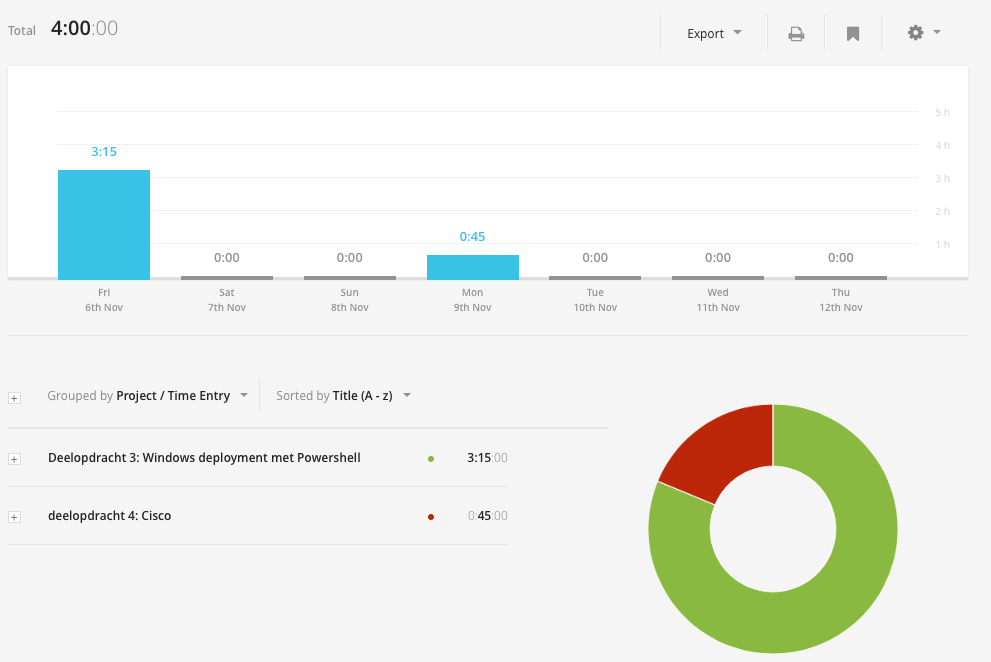 Total 4:00:00 Export
5 h
4 h
3:15
3 h
2 h
0:45
1 h
0:00 0:00 0:00 0:00 0:00
Fri Sat Sun Mon Tue Wed Thu
6th Nov 7th Nov 8th Nov 9th Nov 10th Nov 11th Nov 12th Nov
Grouped by Project / Time Entry Sorted by Title (A - z)
Deelopdracht 3: Windows deployment met Powershell 3:15:00
deelopdracht 4: Cisco 0:45:00